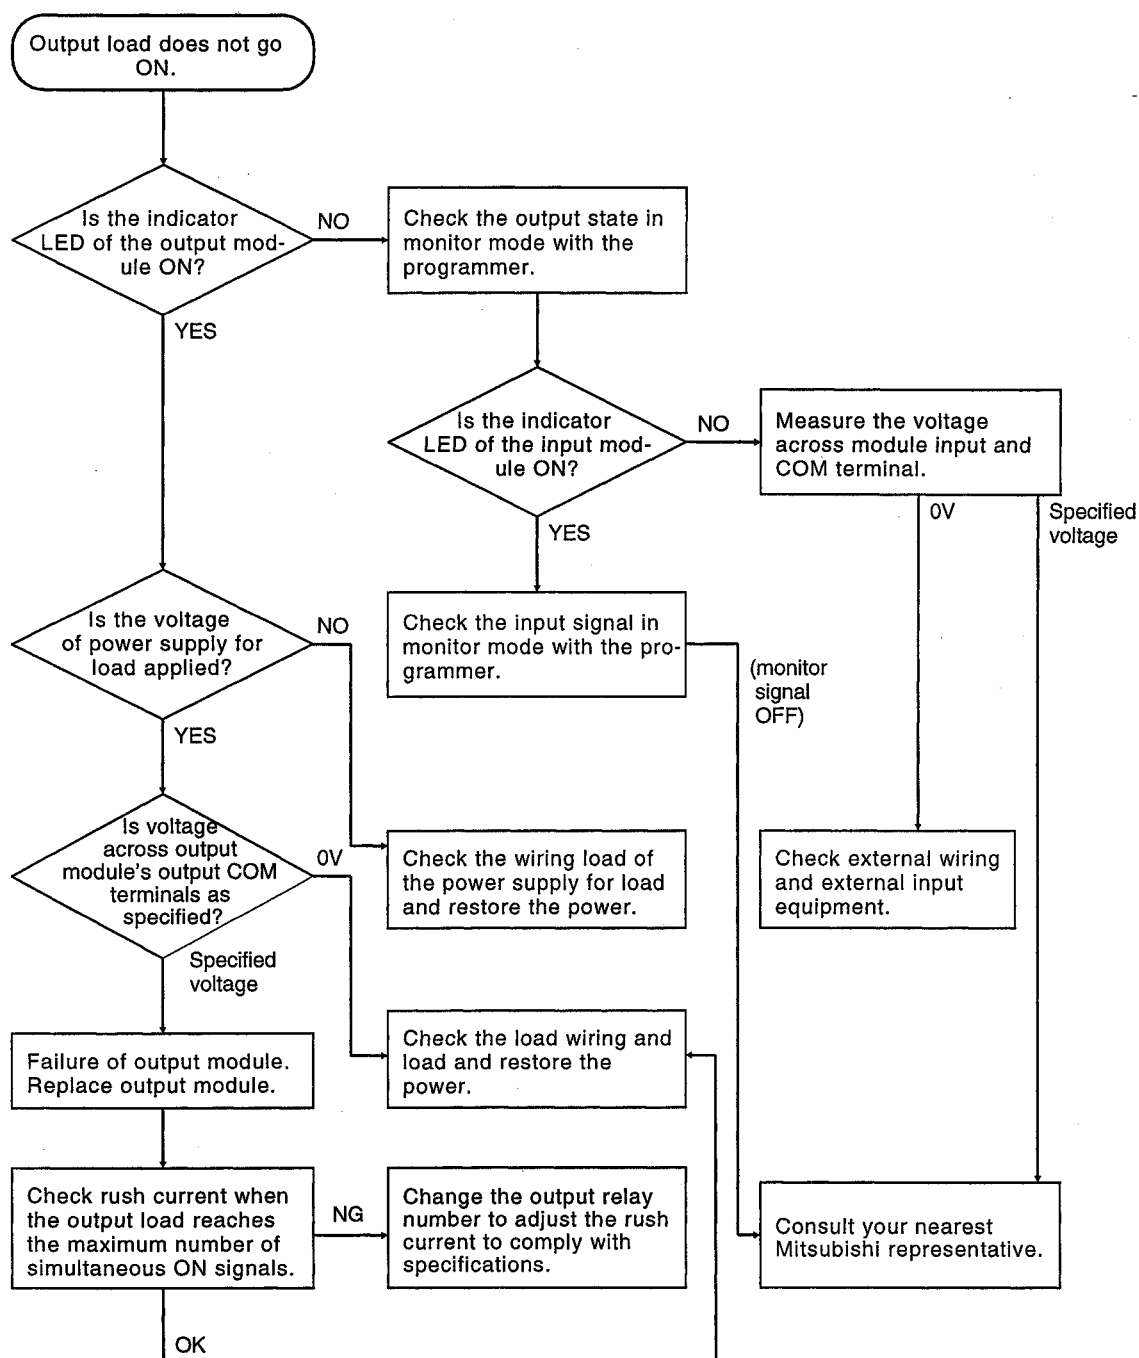 Output load does not go
ON.
Is the indicator
LED of the output mod-
ule ON?
NO
Check the output state in
monitor mode with the
programmer.
YES
Is the indicator
LED of the input mod-
ule ON?
NO
Measure the voltage
across module input and
COM terminal.
0V
Specified
voltage
YES
Is the voltage
of power supply for
load applied?
NO
Check the input signal in
monitor mode with the pro-
grammer.
(monitor
signal
OFF)
YES
Is voltage
across output
module's output COM
terminals as
specified?
0V
Check the wiring load of
the power supply for load
and restore the power.
Check external wiring
and external input
equipment.
Specified
voltage
Failure of output module.
Replace output module.
Check the load wiring and
load and restore the
power.
Check rush current when
the output load reaches
the maximum number of
simultaneous ON signals.
NG
Change the output relay
number to adjust the rush
current to comply with
specifications.
Consult your nearest
Mitsubishi representative.
OK